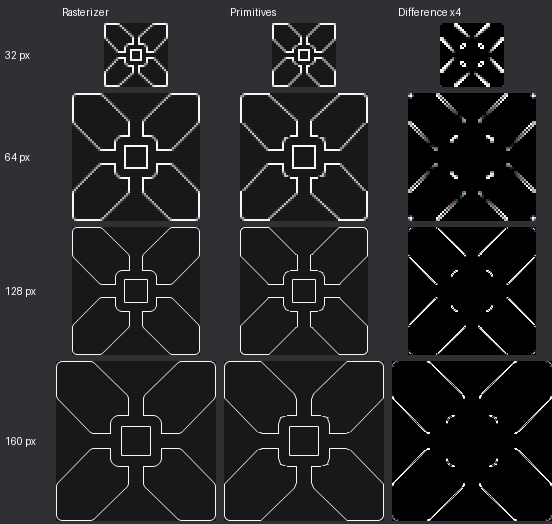 Rasterizer Primitives Difference x4
32 px
64 px
128 px
160 px